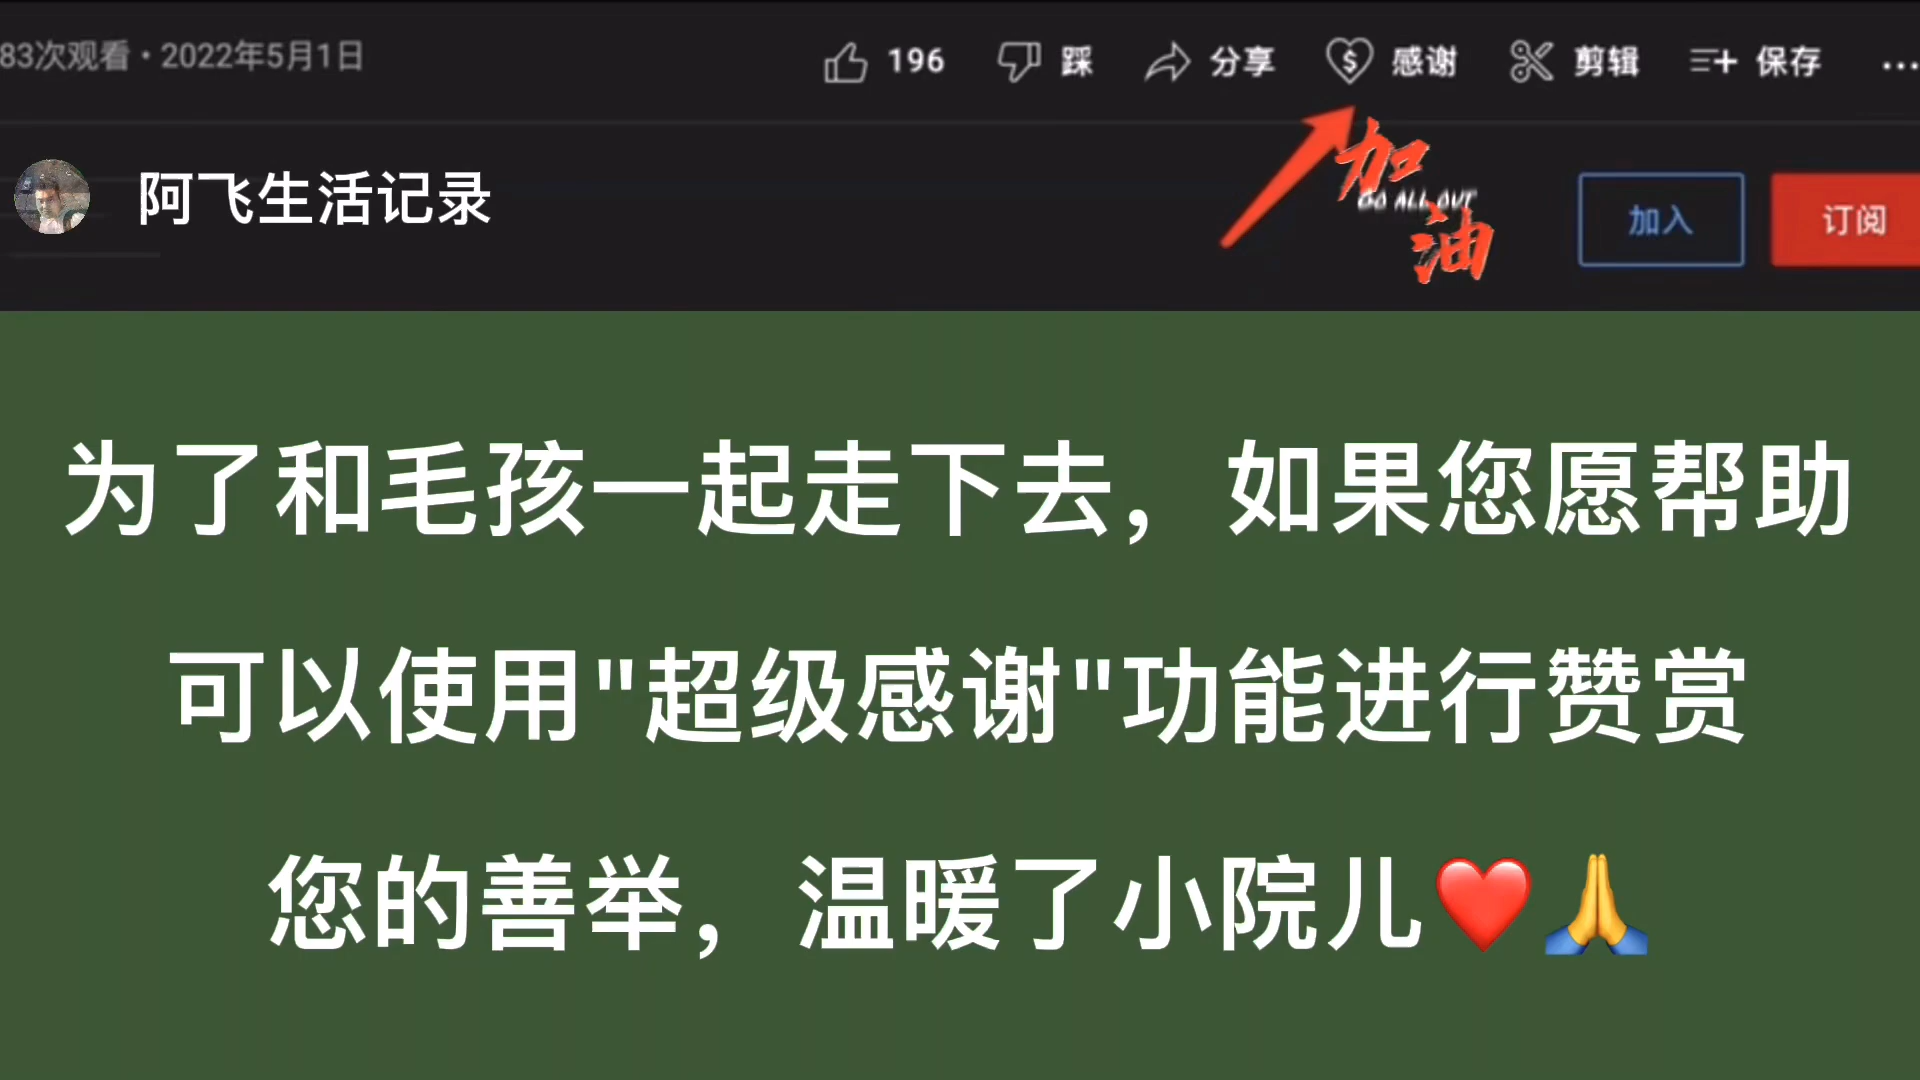 83次观看・2022年5月1日
196 踩 分享 感谢 剪辑 保存 ...
阿飞生活记录
加油
GO ALL OUT
加入 订阅
为了和毛孩一起走下去，如果您愿帮助
可以使用"超级感谢"功能进行赞赏
您的善举，温暖了小院儿❤️🙏